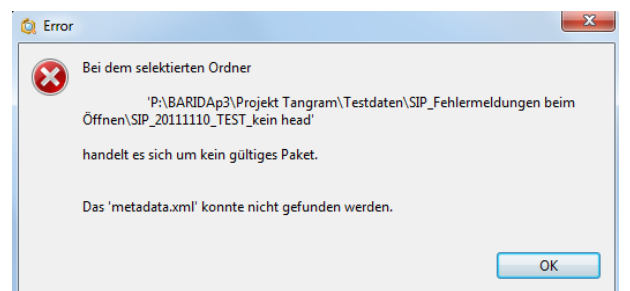 Error
Bei dem selektierten Ordner
'P:\BARIDAp3\Projekt Tangram\Testdaten\SIP_Fehlermeldungen beim
Öffnen\SIP_20111110_TEST_kein head'
handelt es sich um kein gültiges Paket.
Das 'metadata.xml' konnte nicht gefunden werden.
OK